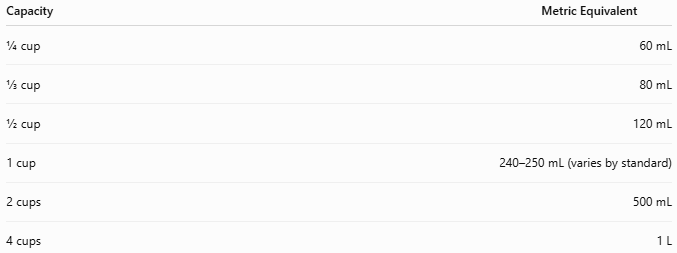 Capacity Metric Equivalent
¼ cup 60 mL
⅓ cup 80 mL
½ cup 120 mL
1 cup 240–250 mL (varies by standard)
2 cups 500 mL
4 cups 1 L